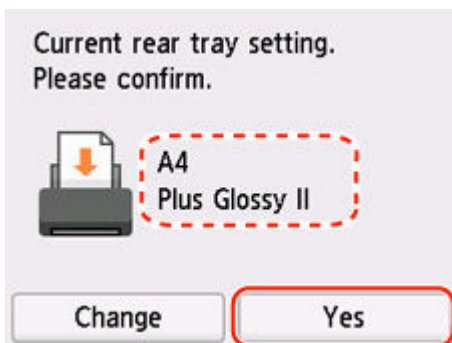 Current rear tray setting.
Please confirm.
A4
Plus Glossy II
Change
Yes